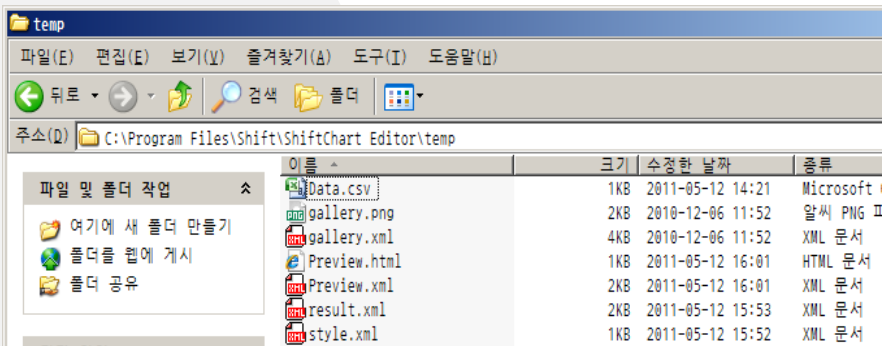 temp
파일(F) 편집(E) 보기(V) 즐겨찾기(A) 도구(T) 도움말(H)
뒤로 검색 폴더
주소(D) C:\Program Files\Shift\ShiftChart Editor\temp
이름 크기 수정한 날짜 종류
파일 및 폴더 작업
여기에 새 폴더 만들기
폴더를 웹에 게시
폴더 공유
Data.csv 1KB 2011-05-12 14:21 Microsoft
gallery.png 2KB 2010-12-06 11:52 알씨 PNG
gallery.xml 4KB 2010-12-06 11:52 XML 문서
Preview.html 1KB 2011-05-12 16:01 HTML 문서
Preview.xml 2KB 2011-05-12 16:01 XML 문서
result.xml 2KB 2011-05-12 15:53 XML 문서
style.xml 1KB 2011-05-12 15:52 XML 문서